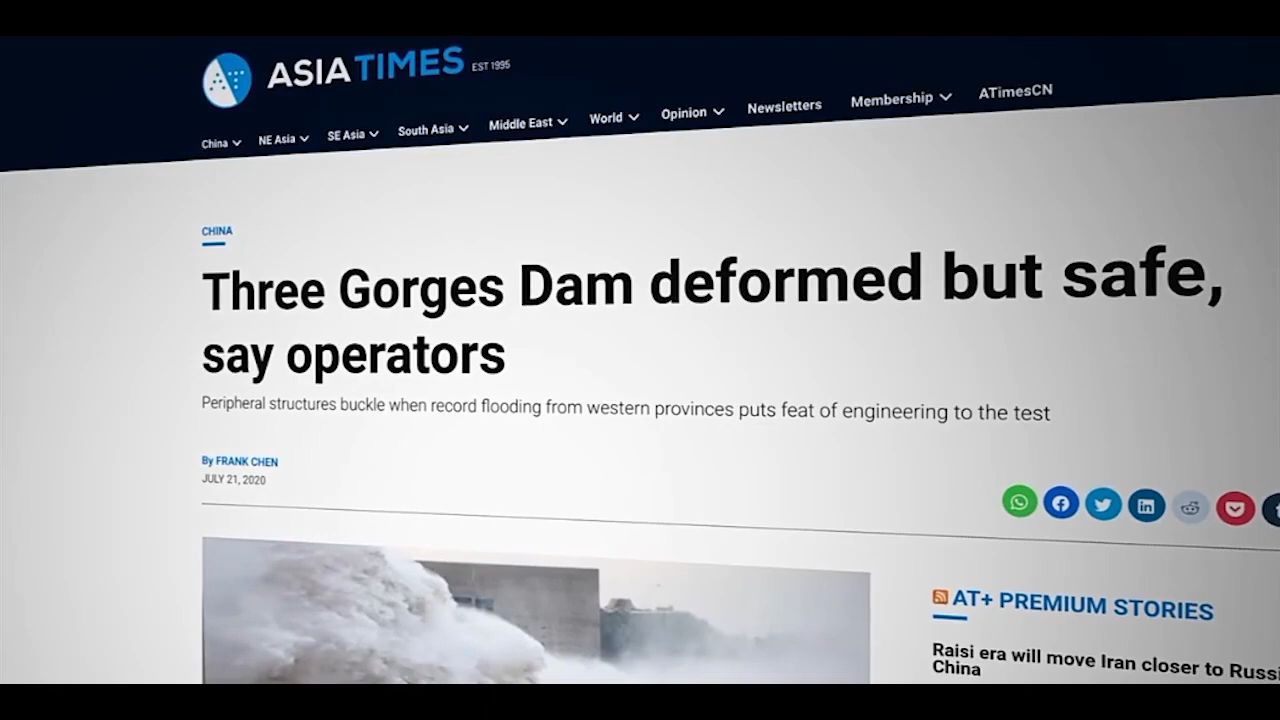 ASIA TIMES EST 1995
China NE Asia SE Asia South Asia Middle East World Opinion Newsletters Membership ATimesCN
CHINA
Three Gorges Dam deformed but safe,
say operators
Peripheral structures buckle when record flooding from western provinces puts feat of engineering to the test
By FRANK CHEN
JULY 21, 2020
AT+ PREMIUM STORIES
Raisi era will move Iran closer to Russi
China